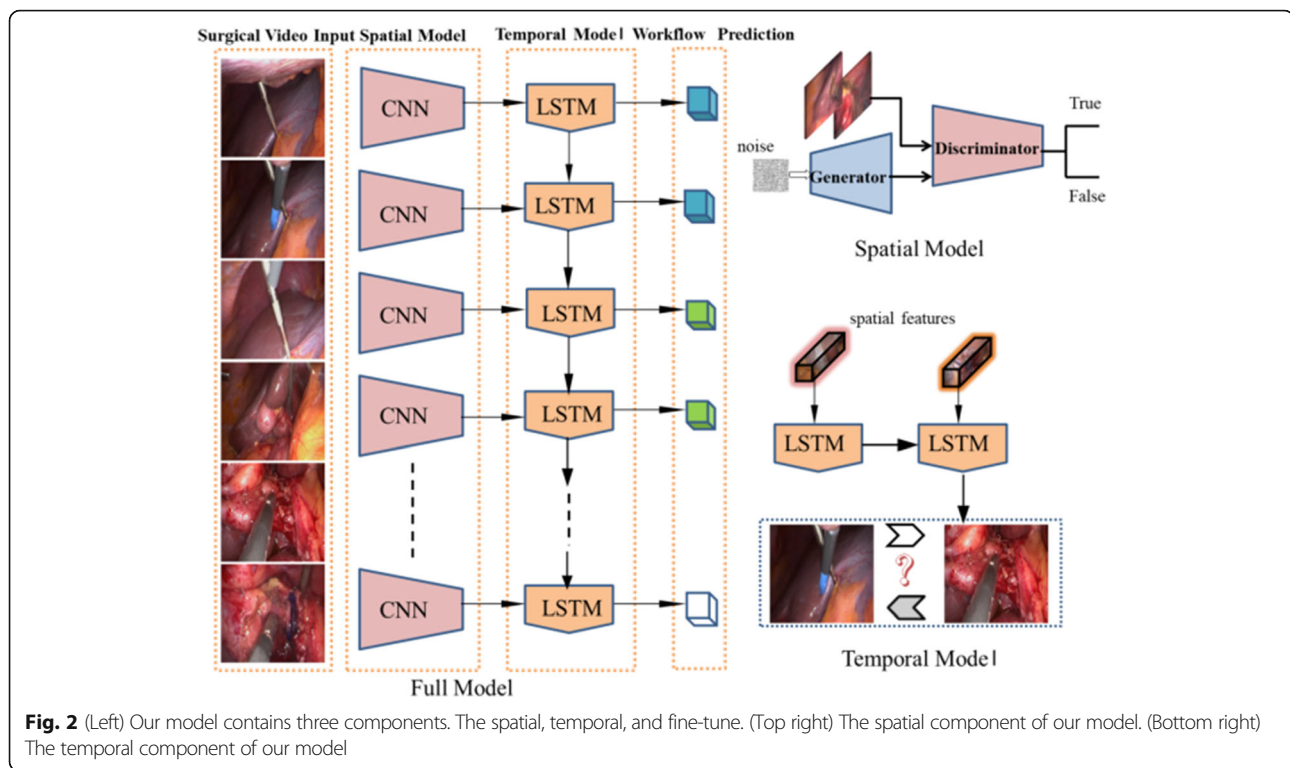 Surgical Video Input Spatial Model Temporal Model Workflow Prediction
CNN
LSTM
CNN
LSTM
CNN
LSTM
CNN
LSTM
CNN
LSTM
Full Model
noise
Generator
Discriminator
True
False
Spatial Model
spatial features
LSTM
LSTM
?
Temporal Model
Fig. 2 (Left) Our model contains three components. The spatial, temporal, and fine-tune. (Top right) The spatial component of our model. (Bottom right)
The temporal component of our model